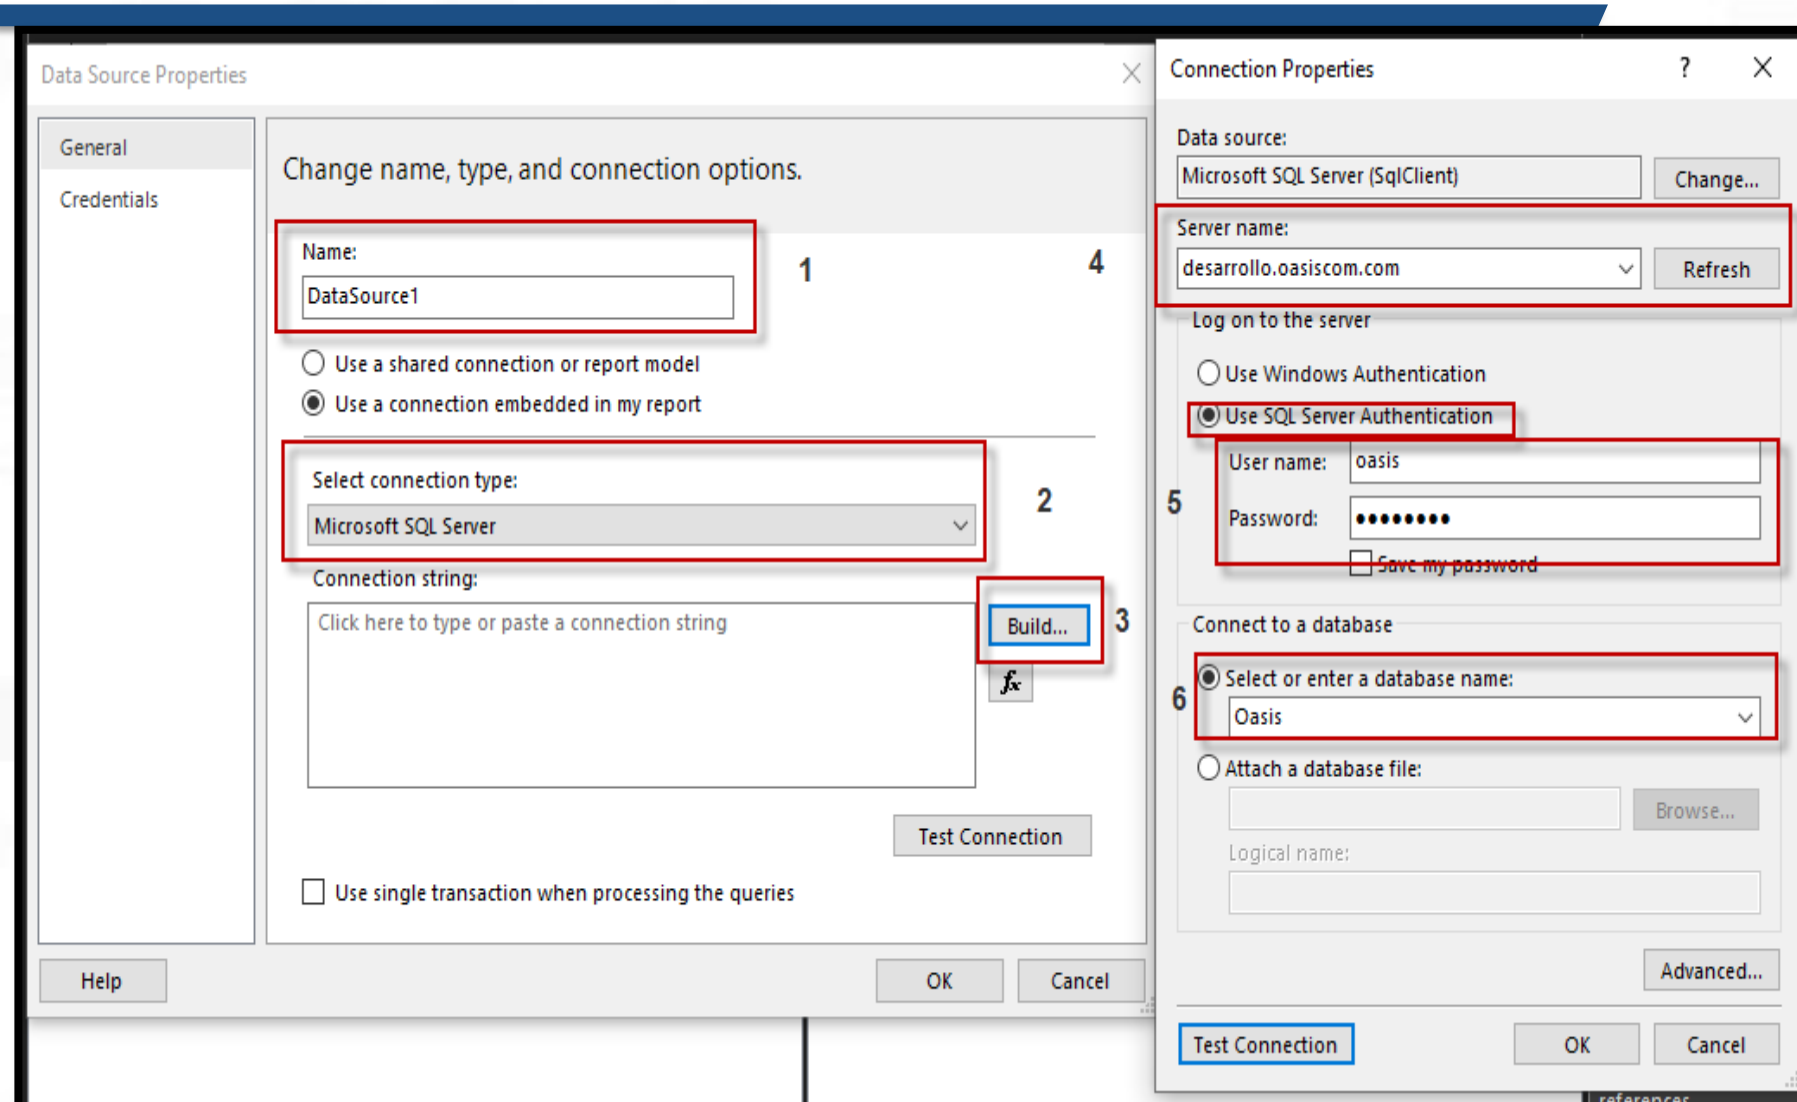 Data Source Properties
General
Credentials
Change name, type, and connection options.
Name:
1
DataSource1
Use a shared connection or report model
Use a connection embedded in my report
Select connection type:
2
Microsoft SQL Server
Connection string:
Click here to type or paste a connection string
Build...
3
fx
Test Connection
Use single transaction when processing the queries
Help
OK
Cancel
Connection Properties
?
Data source:
Microsoft SQL Server (SqlClient)
Change...
4
Server name:
desarrollo.oasiscom.com
Refresh
Log on to the server
Use Windows Authentication
Use SQL Server Authentication
User name:
oasis
5
Password:
••••••••
Save my password
Connect to a database
Select or enter a database name:
6
Oasis
Attach a database file:
Browse...
Logical name:
Advanced...
Test Connection
OK
Cancel
references